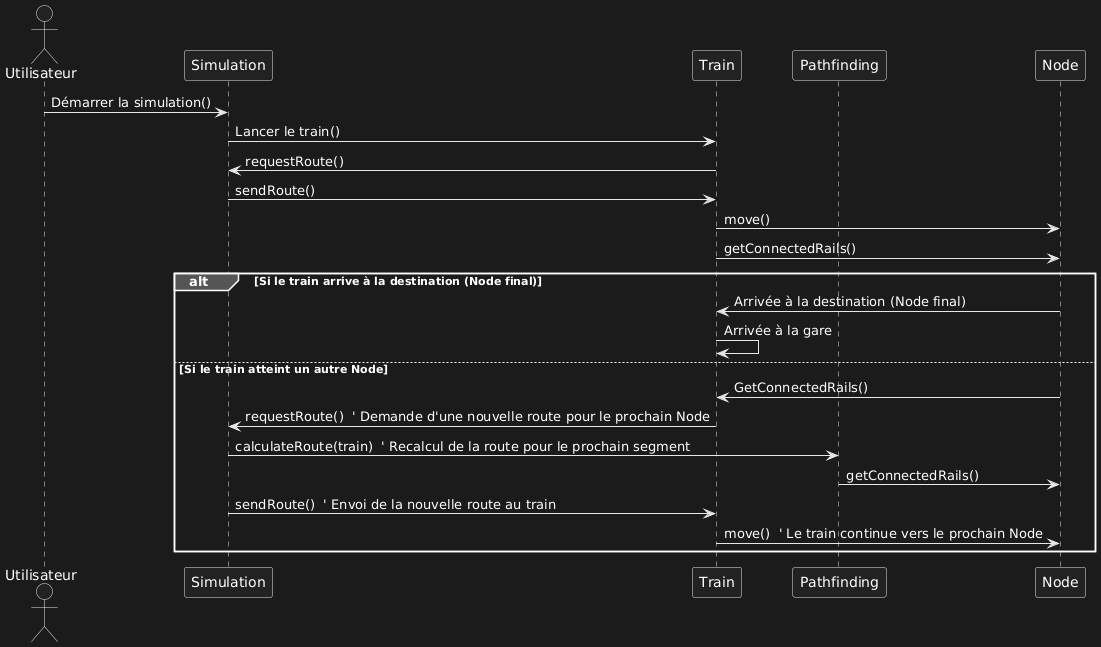 Utilisateur
Simulation
Train
Pathfinding
Node
Démarrer la simulation()
Lancer le train()
requestRoute()
sendRoute()
move()
getConnectedRails()
alt
[Si le train arrive à la destination (Node final)]
Arrivée à la destination (Node final)
Arrivée à la gare
[Si le train atteint un autre Node]
GetConnectedRails()
requestRoute()  ' Demande d'une nouvelle route pour le prochain Node
calculateRoute(train)  ' Recalcul de la route pour le prochain segment
getConnectedRails()
sendRoute()  ' Envoi de la nouvelle route au train
move()  ' Le train continue vers le prochain Node
Utilisateur
Simulation
Train
Pathfinding
Node